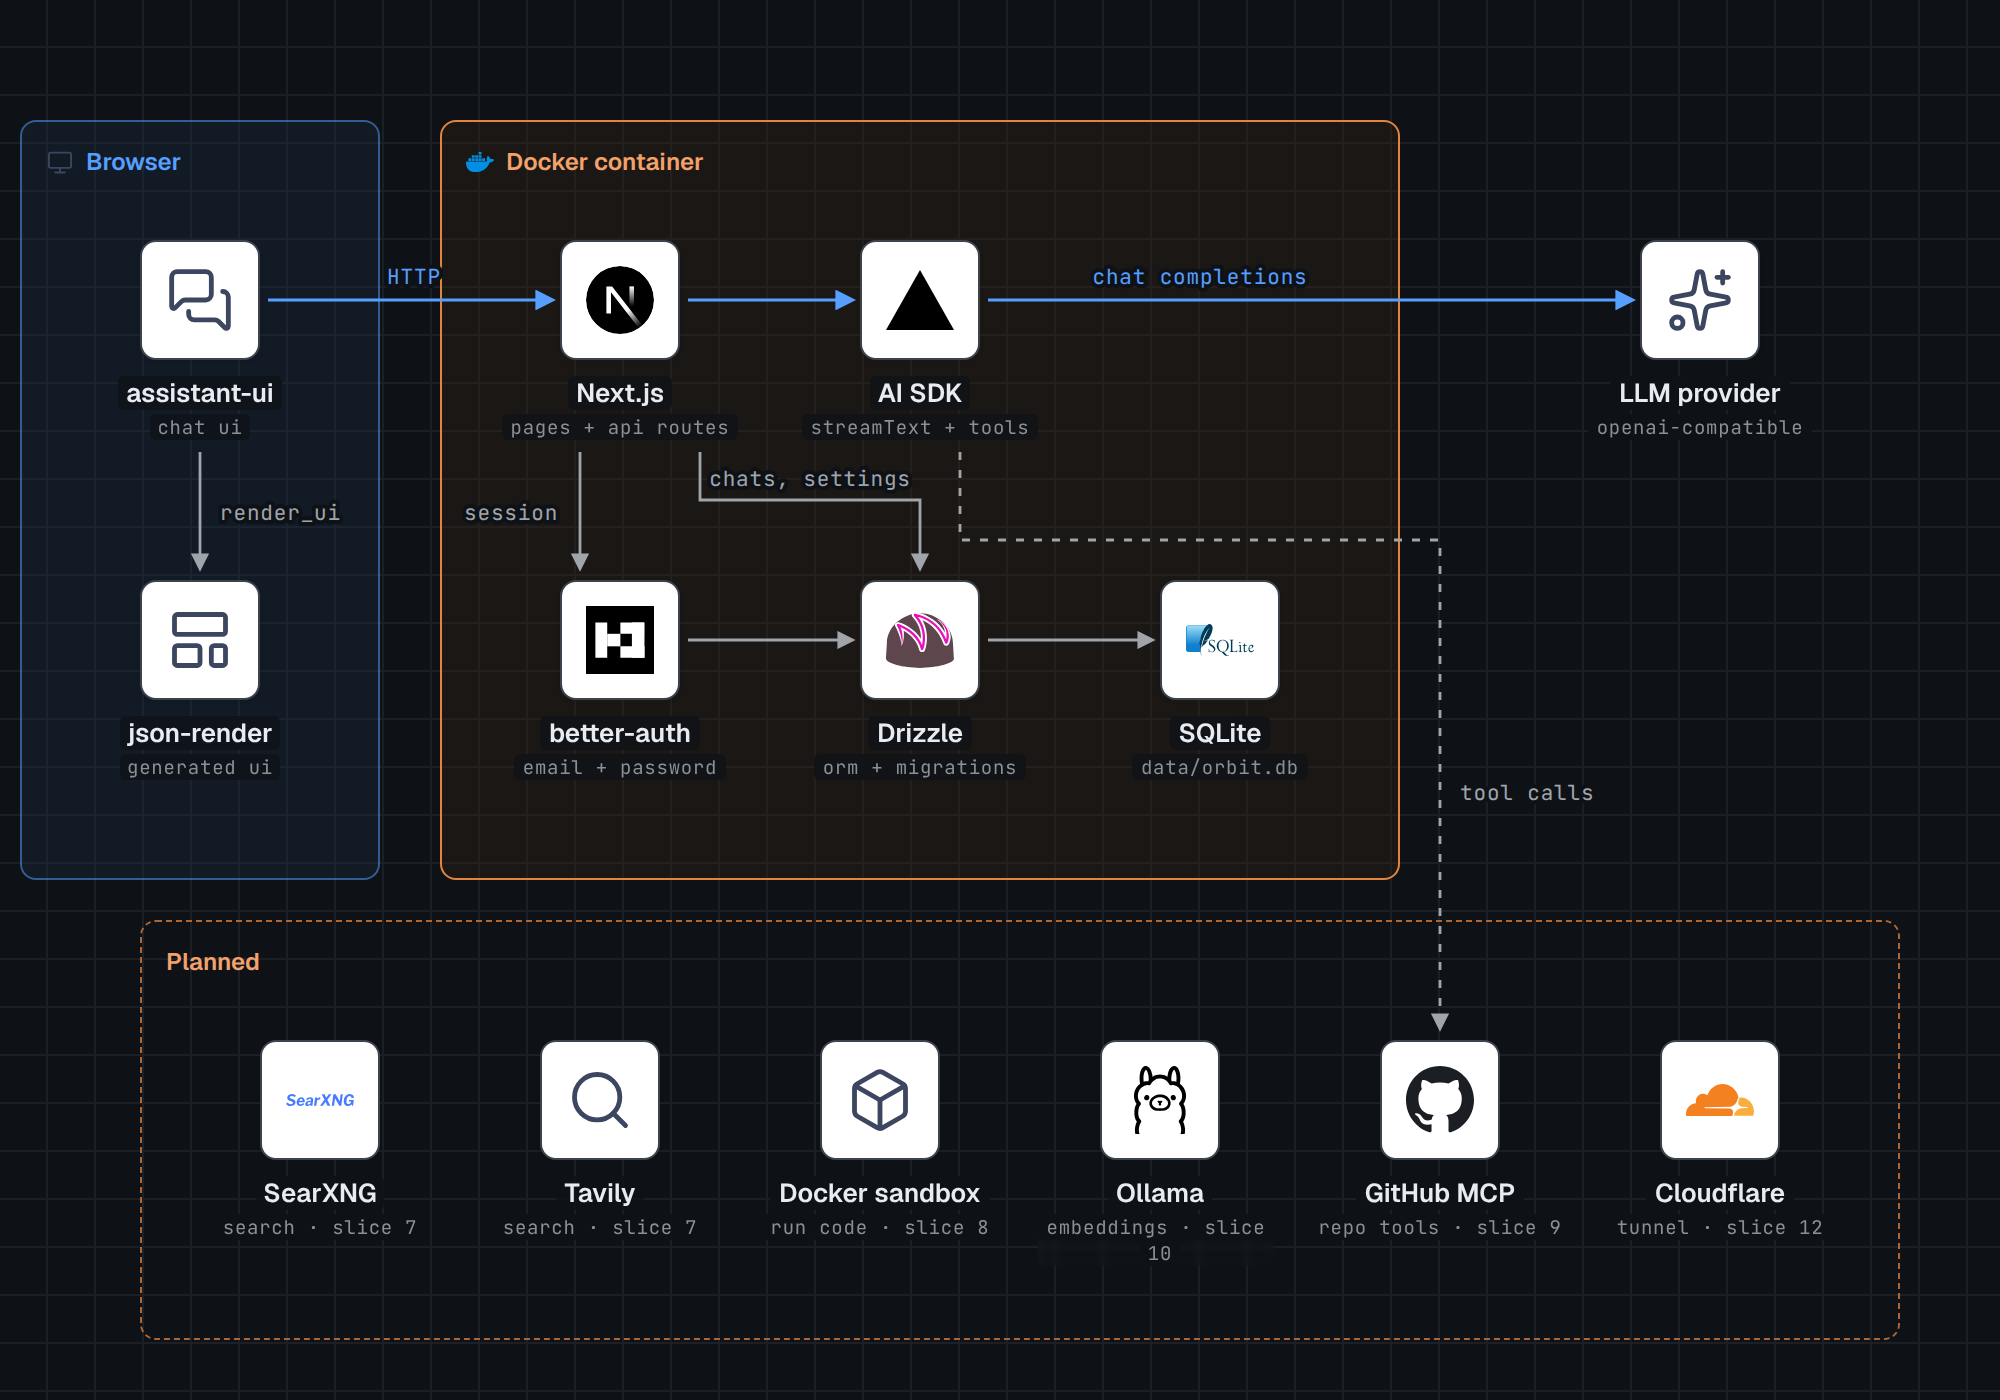 Browser
Docker container
HTTP
chat completions
assistant-ui
chat ui
Next.js
pages + api routes
AI SDK
streamText + tools
LLM provider
openai-compatible
render_ui
session
chats, settings
json-render
generated ui
better-auth
email + password
Drizzle
orm + migrations
SQLite
SQLite
data/orbit.db
tool calls
Planned
SearXNG
SearXNG
search · slice 7
Tavily
search · slice 7
Docker sandbox
run code · slice 8
Ollama
embeddings · slice
10
GitHub MCP
repo tools · slice 9
Cloudflare
tunnel · slice 12